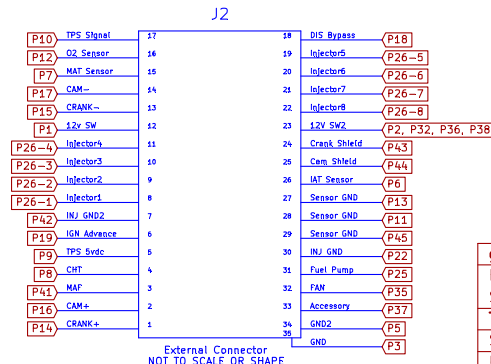 J2
P10 TPS Signal 17 18 DIS Bypass P18
P12 O2 Sensor 16 19 Injector5 P26-5
P7 MAT Sensor 15 20 Injector6 P26-6
P17 CAM- 14 21 Injector7 P26-7
P15 CRANK- 13 22 Injector8 P26-8
P1 12v SW 12 23 12V SW2 P2, P32, P36, P38
P26-4 Injector4 11 24 Crank Shield P43
P26-3 Injector3 10 25 Cam Shield P44
P26-2 Injector2 9 26 IAT Sensor P6
P26-1 Injector1 8 27 Sensor GND P13
P42 INJ GND2 7 28 Sensor GND P11
P19 IGN Advance 6 29 Sensor GND P45
P9 TPS 5vdc 5 30 INJ GND P22
P8 CHT 4 31 Fuel Pump P25
P41 MAF 3 32 FAN P35
P16 CAM+ 2 33 Accessory P37
P14 CRANK+ 1 34 GND2 P5
35 GND P3
External Connector
NOT TO SCALE OR SHAPE